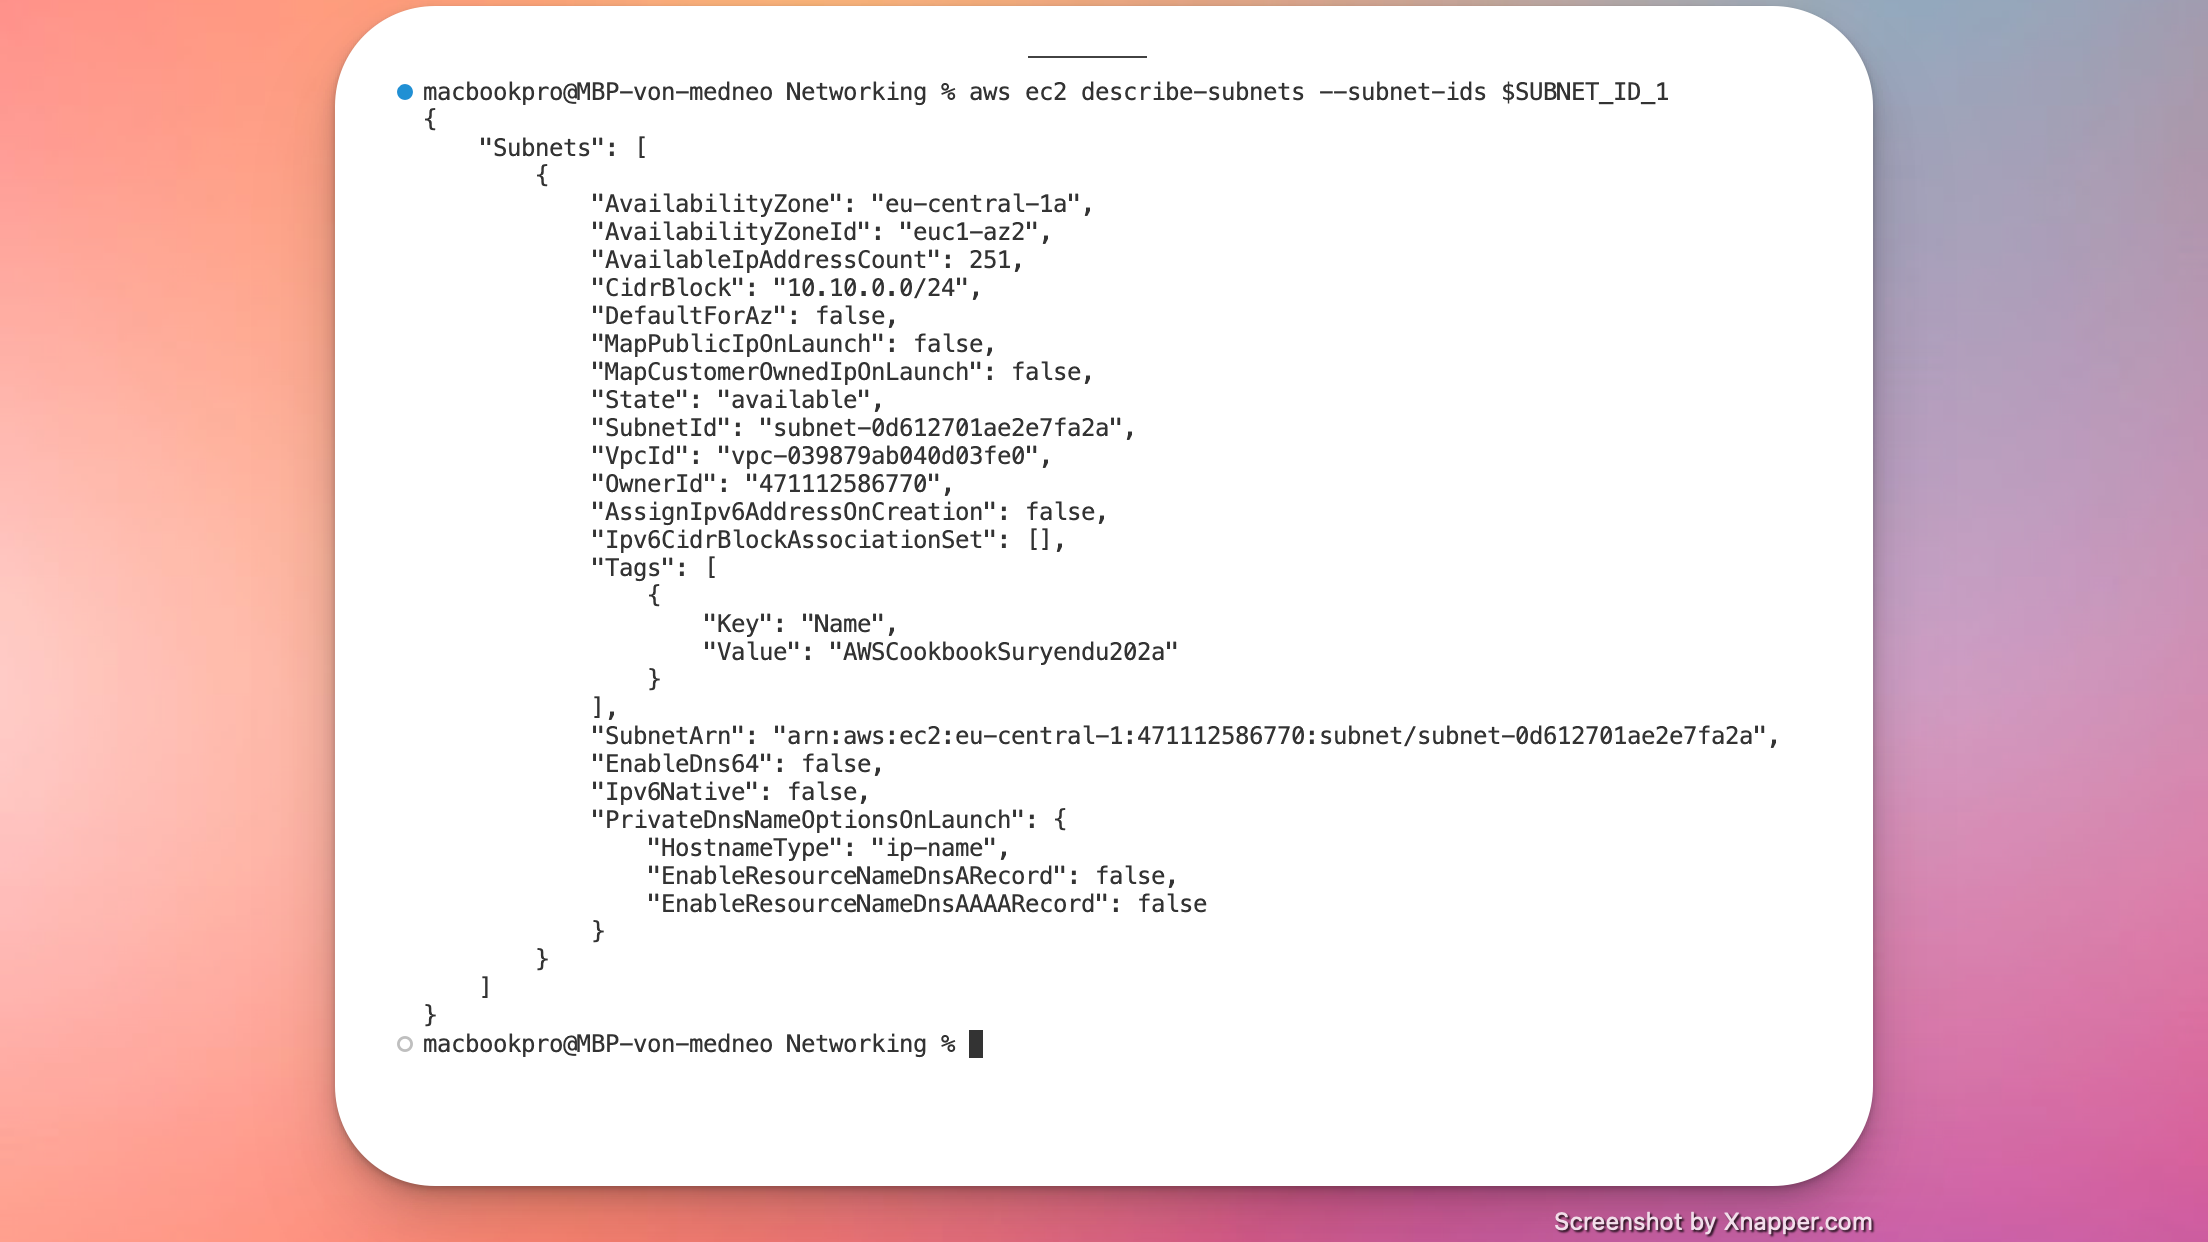 macbookpro@MBP-von-medneo Networking % aws ec2 describe-subnets --subnet-ids $SUBNET_ID_1
{
    "Subnets": [
        {
            "AvailabilityZone": "eu-central-1a",
            "AvailabilityZoneId": "euc1-az2",
            "AvailableIpAddressCount": 251,
            "CidrBlock": "10.10.0.0/24",
            "DefaultForAz": false,
            "MapPublicIpOnLaunch": false,
            "MapCustomerOwnedIpOnLaunch": false,
            "State": "available",
            "SubnetId": "subnet-0d612701ae2e7fa2a",
            "VpcId": "vpc-039879ab040d03fe0",
            "OwnerId": "471112586770",
            "AssignIpv6AddressOnCreation": false,
            "Ipv6CidrBlockAssociationSet": [],
            "Tags": [
                {
                    "Key": "Name",
                    "Value": "AWSCookbookSuryendu202a"
                }
            ],
            "SubnetArn": "arn:aws:ec2:eu-central-1:471112586770:subnet/subnet-0d612701ae2e7fa2a",
            "EnableDns64": false,
            "Ipv6Native": false,
            "PrivateDnsNameOptionsOnLaunch": {
                "HostnameType": "ip-name",
                "EnableResourceNameDnsARecord": false,
                "EnableResourceNameDnsAAAARecord": false
            }
        }
    ]
}
macbookpro@MBP-von-medneo Networking %
Screenshot by Xnapper.com